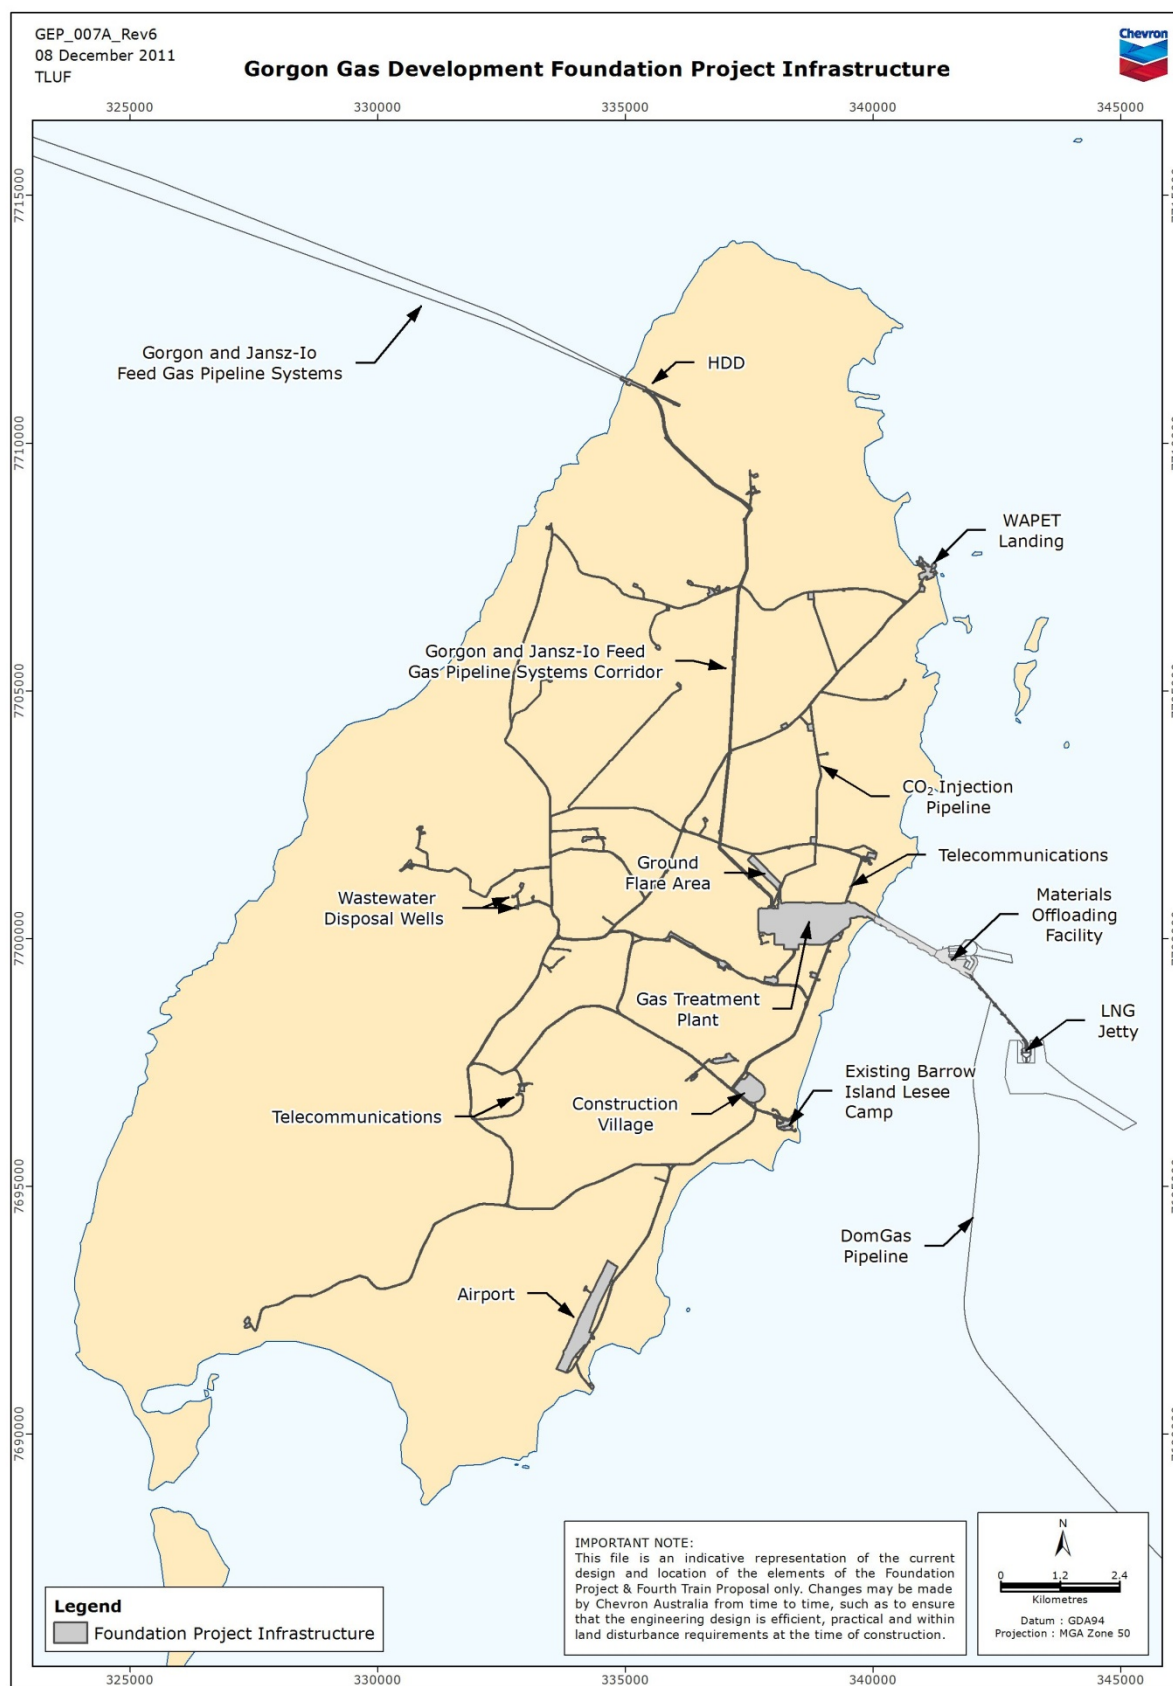 GEP_007A_Rev6
08 December 2011
TLUF
Gorgon Gas Development Foundation Project Infrastructure
Chevron
325000
330000
335000
340000
345000
7715000
7710000
7705000
7700000
7695000
7690000
Gorgon and Jansz-Io
Feed Gas Pipeline Systems
HDD
WAPET
Landing
Gorgon and Jansz-Io Feed
Gas Pipeline Systems Corridor
CO₂ Injection
Pipeline
Ground
Flare Area
Telecommunications
Wastewater
Disposal Wells
Materials
Offloading
Facility
Gas Treatment
Plant
LNG
Jetty
Existing Barrow
Island Lesee
Camp
Construction
Village
Telecommunications
DomGas
Pipeline
Airport
IMPORTANT NOTE:
This file is an indicative representation of the current
design and location of the elements of the Foundation
Project & Fourth Train Proposal only. Changes may be made
by Chevron Australia from time to time, such as to ensure
that the engineering design is efficient, practical and within
land disturbance requirements at the time of construction.
N
0 1,2 2.4
Kilometres
Datum : GDA94
Projection : MGA Zone 50
Legend
Foundation Project Infrastructure
325000
330000
335000
340000
345000